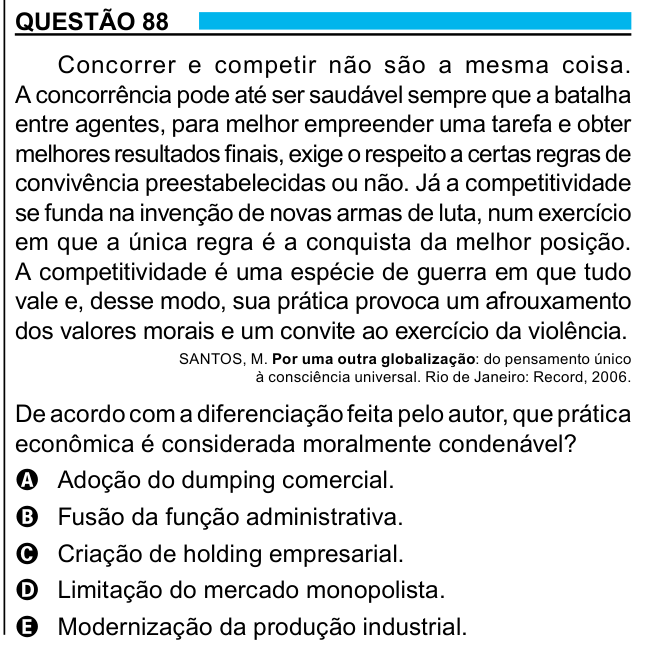 QUESTÃO 88
Concorrer e competir não são a mesma coisa.
A concorrência pode até ser saudável sempre que a batalha
entre agentes, para melhor empreender uma tarefa e obter
melhores resultados finais, exige o respeito a certas regras de
convivência preestabelecidas ou não. Já a competitividade
se funda na invenção de novas armas de luta, num exercício
em que a única regra é a conquista da melhor posição.
A competitividade é uma espécie de guerra em que tudo
vale e, desse modo, sua prática provoca um afrouxamento
dos valores morais e um convite ao exercício da violência.
SANTOS, M. Por uma outra globalização: do pensamento único
à consciência universal. Rio de Janeiro: Record, 2006.
De acordo com a diferenciação feita pelo autor, que prática
econômica é considerada moralmente condenável?
A Adoção do dumping comercial.
B Fusão da função administrativa.
C Criação de holding empresarial.
D Limitação do mercado monopolista.
E Modernização da produção industrial.